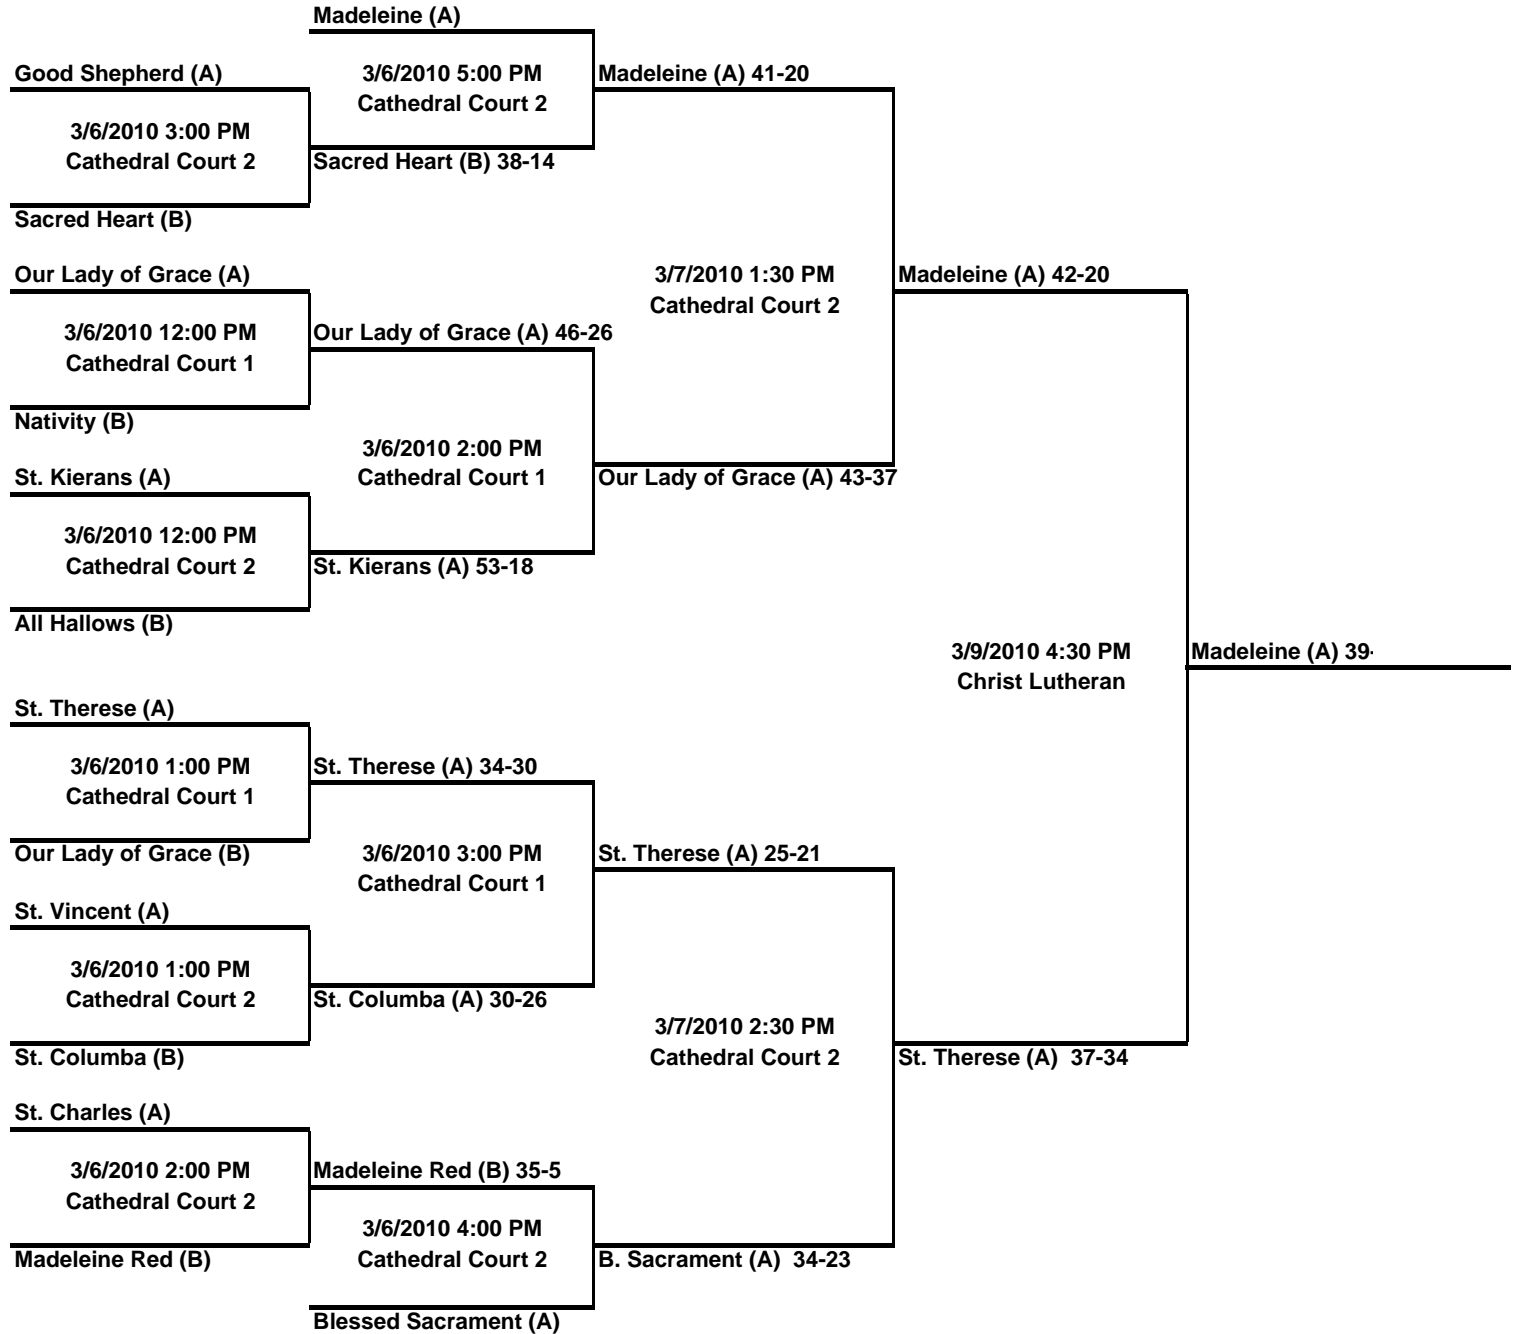 Madeleine (A)
Good Shepherd (A)
3/6/2010 5:00 PM
Cathedral Court 2
Madeleine (A) 41-20
3/6/2010 3:00 PM
Cathedral Court 2
Sacred Heart (B) 38-14
Sacred Heart (B)
Our Lady of Grace (A)
3/7/2010 1:30 PM
Cathedral Court 2
Madeleine (A) 42-20
3/6/2010 12:00 PM
Cathedral Court 1
Our Lady of Grace (A) 46-26
Nativity (B)
3/6/2010 2:00 PM
Cathedral Court 1
St. Kierans (A)
Our Lady of Grace (A) 43-37
3/6/2010 12:00 PM
Cathedral Court 2
St. Kierans (A) 53-18
All Hallows (B)
3/9/2010 4:30 PM
Christ Lutheran
Madeleine (A) 39-
St. Therese (A)
3/6/2010 1:00 PM
Cathedral Court 1
St. Therese (A) 34-30
Our Lady of Grace (B)
3/6/2010 3:00 PM
Cathedral Court 1
St. Therese (A) 25-21
St. Vincent (A)
3/6/2010 1:00 PM
Cathedral Court 2
St. Columba (A) 30-26
3/7/2010 2:30 PM
Cathedral Court 2
St. Columba (B)
St. Therese (A)  37-34
St. Charles (A)
3/6/2010 2:00 PM
Cathedral Court 2
Madeleine Red (B) 35-5
3/6/2010 4:00 PM
Cathedral Court 2
Madeleine Red (B)
B. Sacrament (A)  34-23
Blessed Sacrament (A)